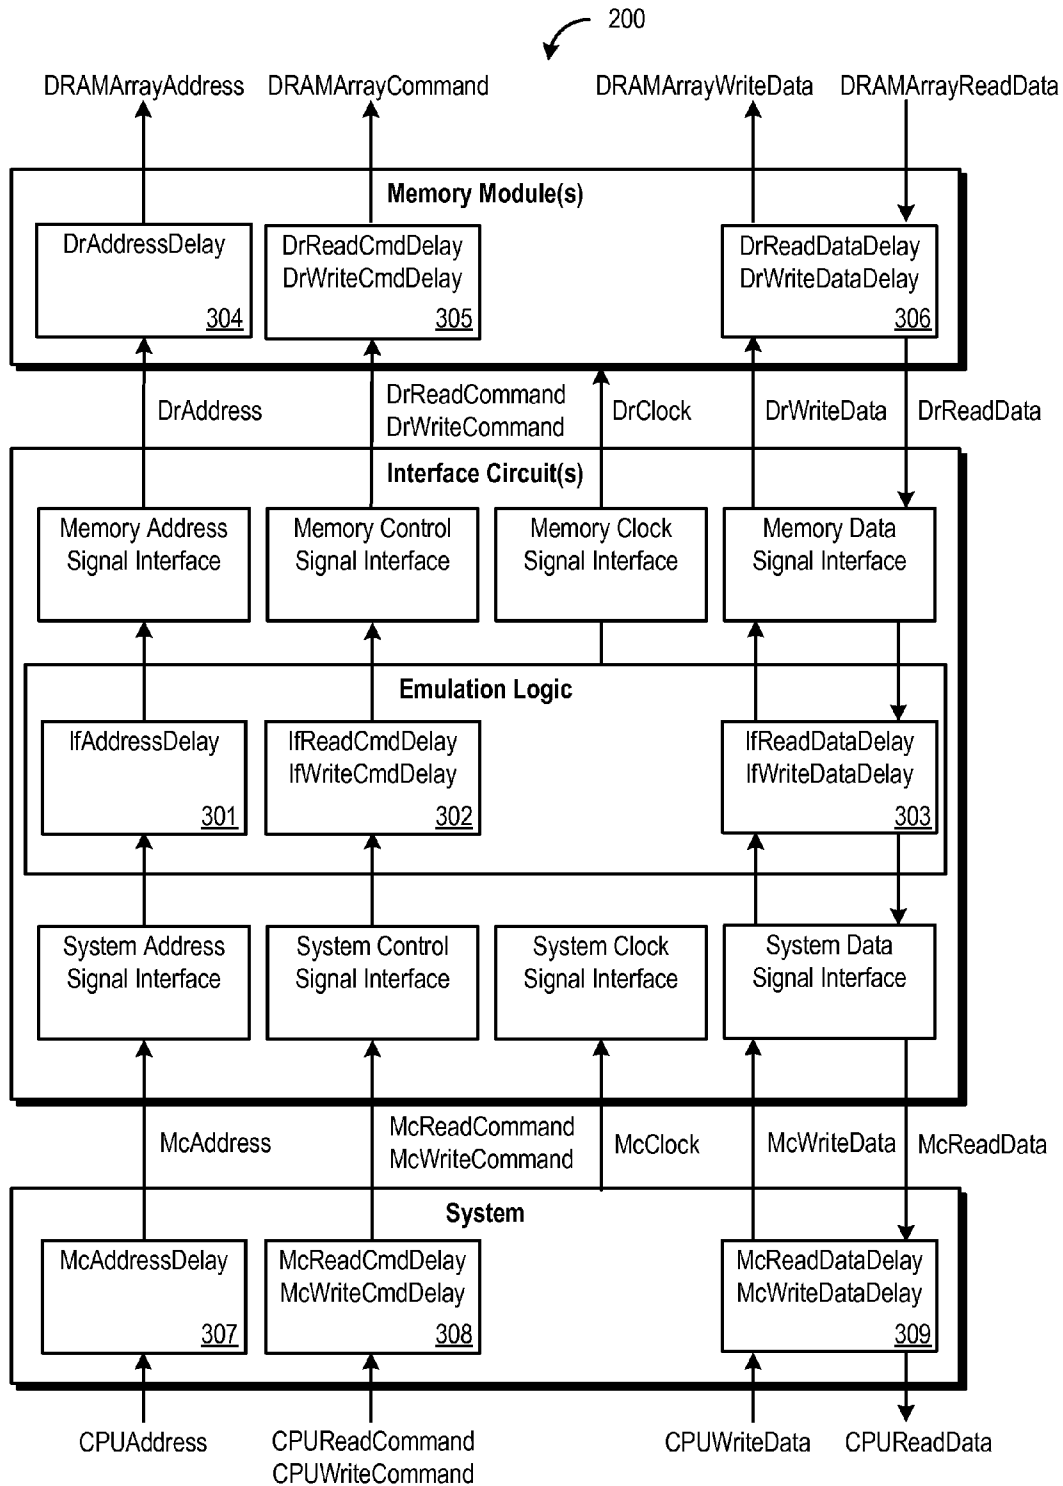 200
DRAMArrayAddress
DRAMArrayCommand
DRAMArrayWriteData
DRAMArrayReadData
Memory Module(s)
DrAddressDelay
304
DrReadCmdDelay
DrWriteCmdDelay
305
DrReadDataDelay
DrWriteDataDelay
306
DrAddress
DrReadCommand
DrWriteCommand
DrClock
DrWriteData
DrReadData
Interface Circuit(s)
Memory Address
Signal Interface
Memory Control
Signal Interface
Memory Clock
Signal Interface
Memory Data
Signal Interface
Emulation Logic
IfAddressDelay
301
IfReadCmdDelay
IfWriteCmdDelay
302
IfReadDataDelay
IfWriteDataDelay
303
System Address
Signal Interface
System Control
Signal Interface
System Clock
Signal Interface
System Data
Signal Interface
McAddress
McReadCommand
McWriteCommand
McClock
McWriteData
McReadData
System
McAddressDelay
307
McReadCmdDelay
McWriteCmdDelay
308
McReadDataDelay
McWriteDataDelay
309
CPUAddress
CPUReadCommand
CPUWriteCommand
CPUWriteData
CPUReadData